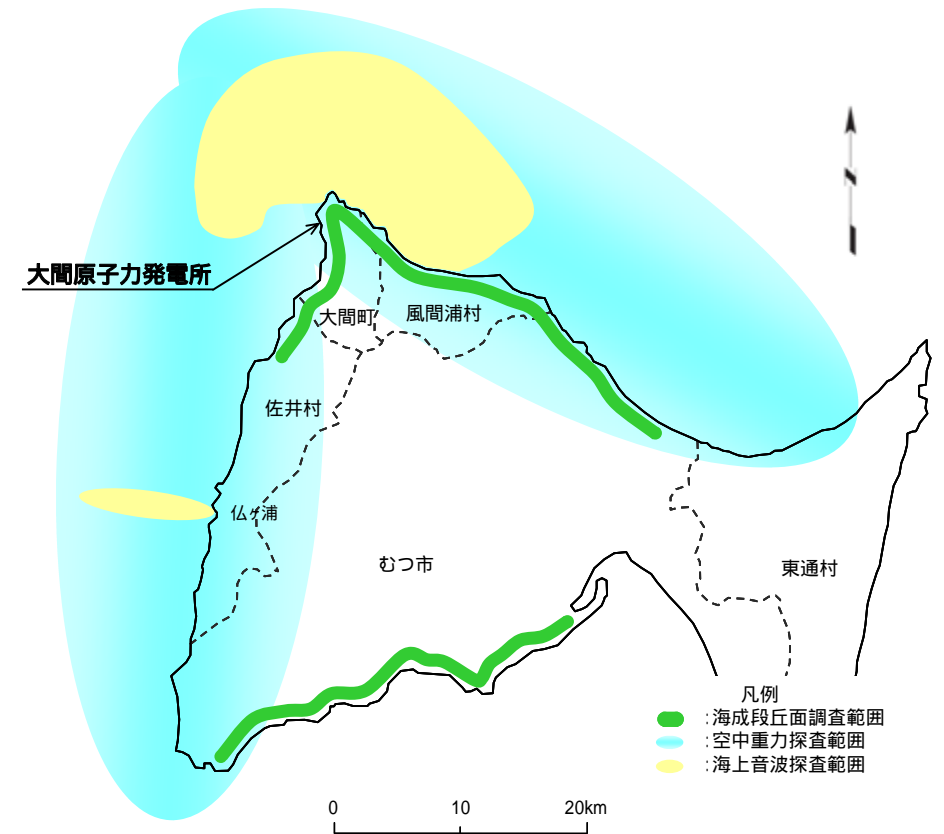 N
大間原子力発電所
大間町
風間浦村
佐井村
仏ヶ浦
むつ市
東通村
凡例
:海成段丘面調査範囲
:空中重力探査範囲
:海上音波探査範囲
0 10 20km